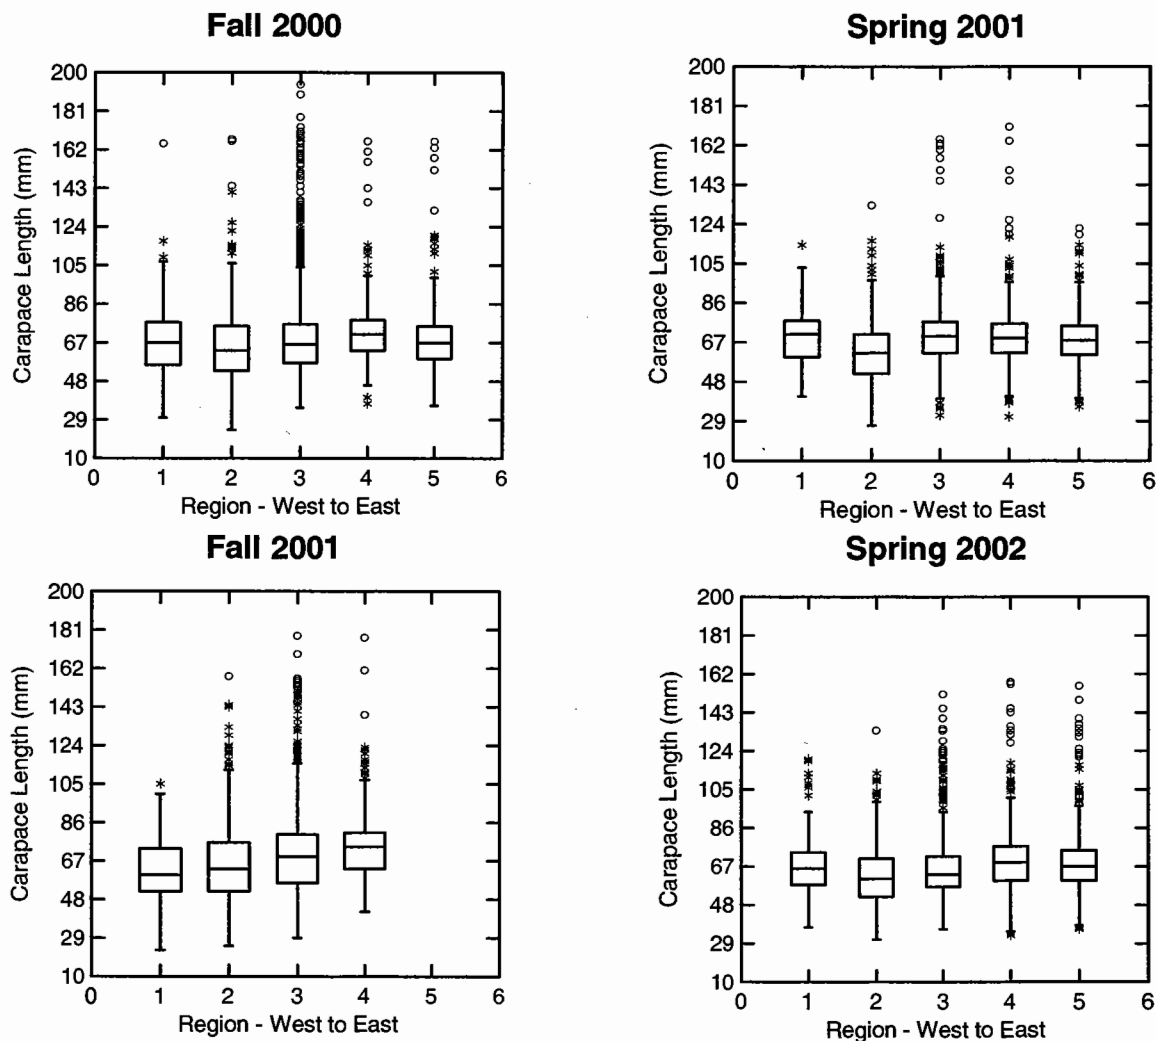 Fall 2000
Carapace Length (mm)
200
181
162
143
124
105
86
67
48
29
10
0 1 2 3 4 5 6
Region - West to East
Spring 2001
Carapace Length (mm)
200
181
162
143
124
105
86
67
48
29
10
0 1 2 3 4 5 6
Region - West to East
Fall 2001
Carapace Length (mm)
200
181
162
143
124
105
86
67
48
29
10
0 1 2 3 4 5 6
Region - West to East
Spring 2002
Carapace Length (mm)
200
181
162
143
124
105
86
67
48
29
10
0 1 2 3 4 5 6
Region - West to East